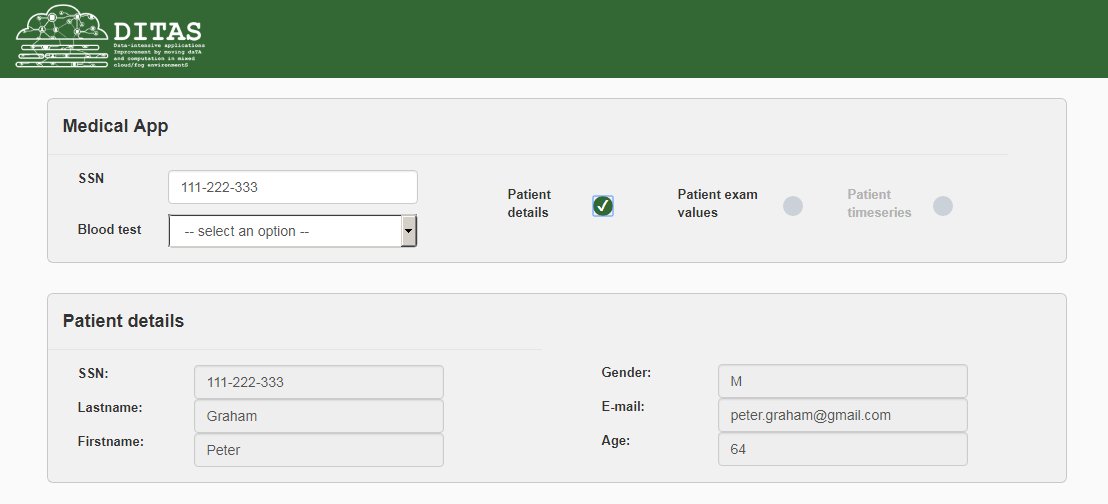 DITAS
Data-intensive applications
Improvement by moving daTA
and computation in mixed
cloud/fog environmentS
Medical App
SSN
111-222-333
Blood test
-- select an option --
Patient
details
Patient exam
values
Patient
timeseries
Patient details
SSN:
111-222-333
Lastname:
Graham
Firstname:
Peter
Gender:
M
E-mail:
peter.graham@gmail.com
Age:
64